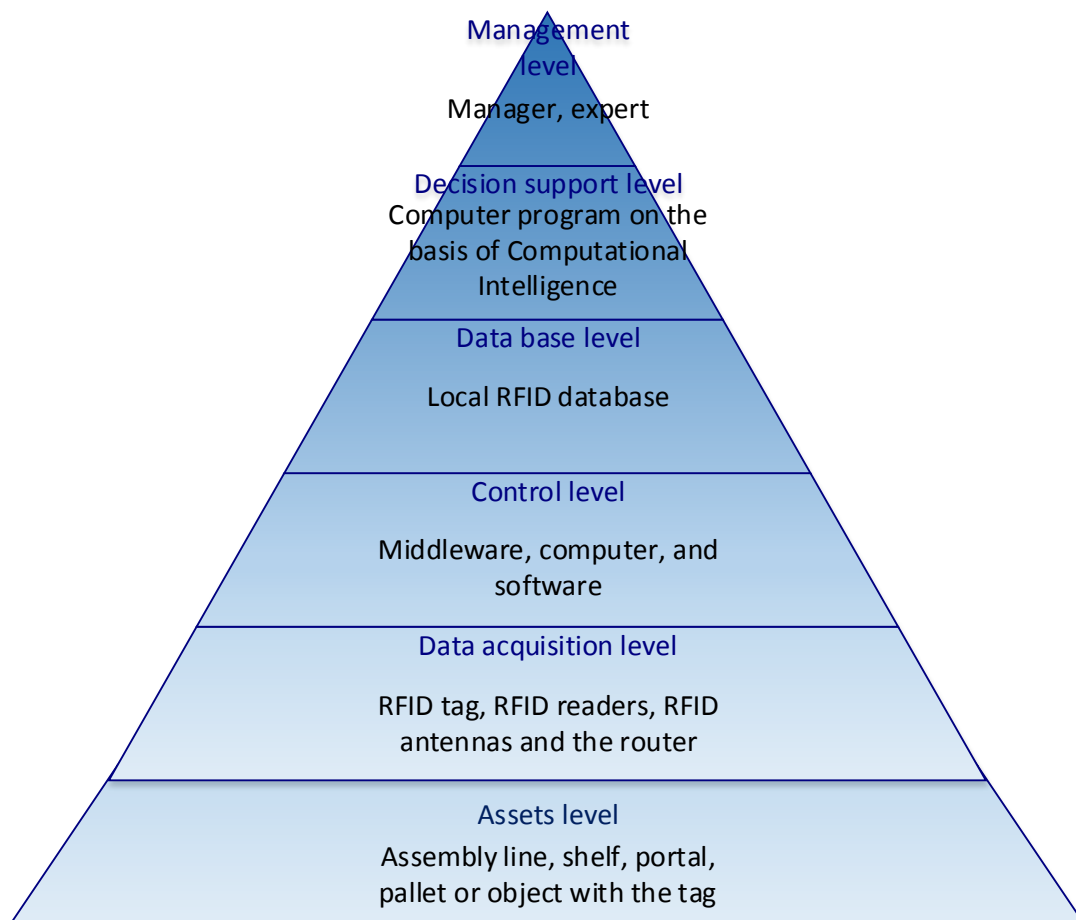 Management
level
Manager, expert
Decision support level
Computer program on the
basis of Computational
Intelligence
Data base level
Local RFID database
Control level
Middleware, computer, and
software
Data acquisition level
RFID tag, RFID readers, RFID
antennas and the router
Assets level
Assembly line, shelf, portal,
pallet or object with the tag